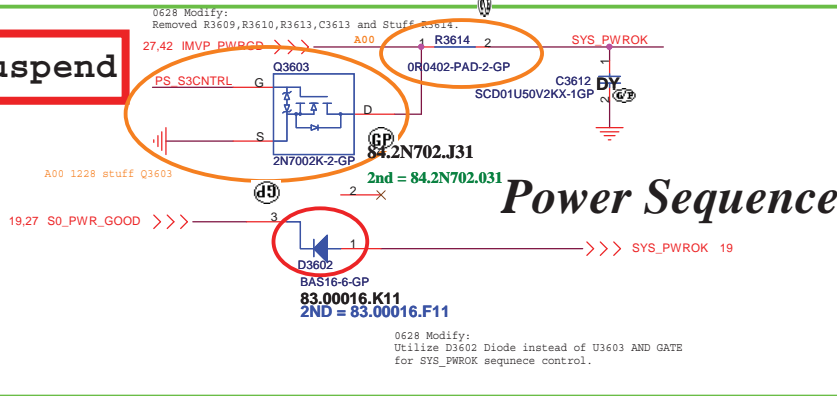 0628 Modify:
Removed R3609,R3610,R3613,C3613 and Stuff R3614.
uspend
27,42 IMVP_PWRGD
A00
1 R3614 2
SYS_PWROK
0R0402-PAD-2-GP
Q3603
PS_S3CNTRL
G
D
S
1
C3612
DY
2
SCD01U50V2KX-1GP
GP
2N7002K-2-GP
84.2N702.J31
2nd = 84.2N702.031
A00 1228 stuff Q3603
2
Power Sequence
19,27 S0_PWR_GOOD
3
1
SYS_PWROK 19
D3602
BAS16-6-GP
83.00016.K11
2ND = 83.00016.F11
0628 Modify:
Utilize D3602 Diode instead of U3603 AND GATE
for SYS_PWROK sequnece control.